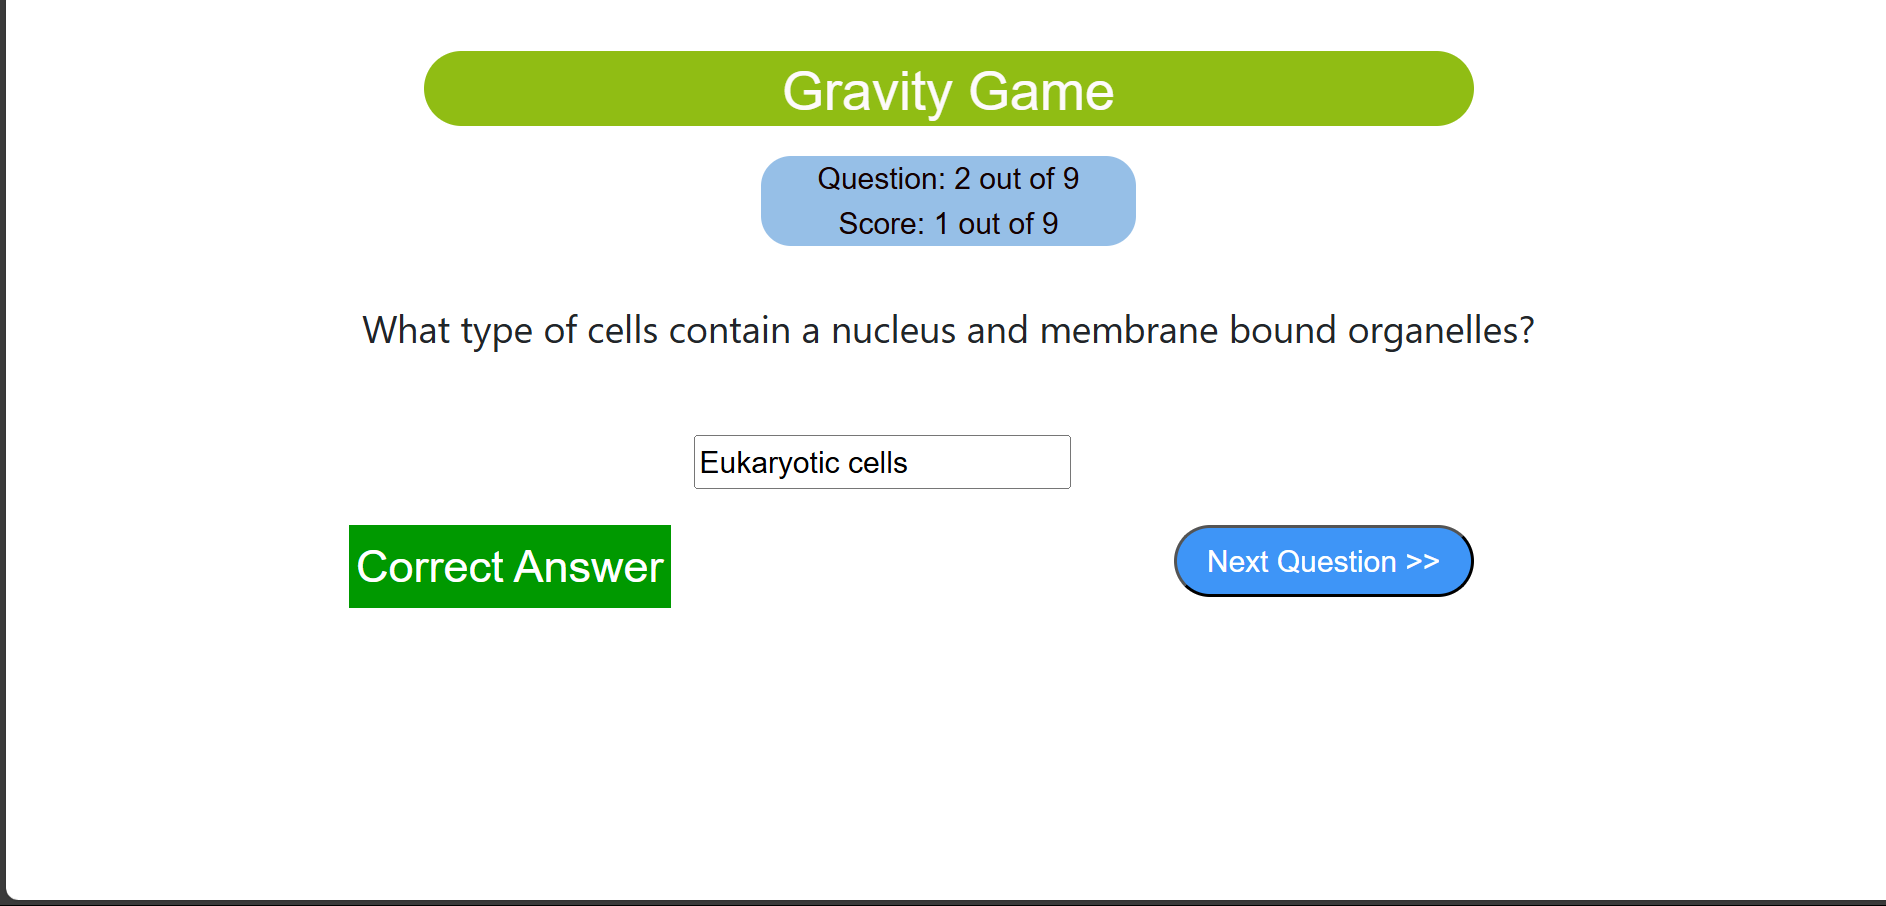 Gravity Game
Question: 2 out of 9
Score: 1 out of 9
What type of cells contain a nucleus and membrane bound organelles?
Eukaryotic cells
Correct Answer
Next Question >>